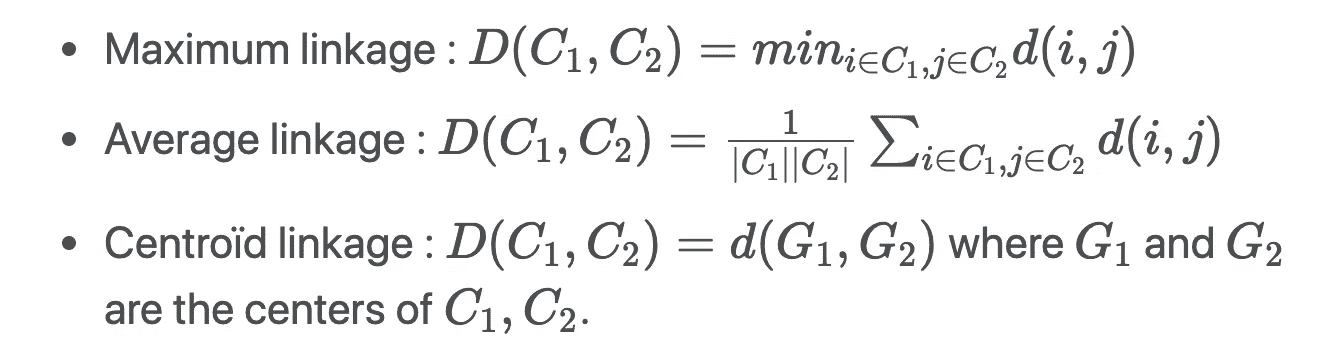 • Maximum linkage : D(C₁, C₂) = min_{i∈C₁,j∈C₂} d(i, j)
• Average linkage : D(C₁, C₂) = \frac{1}{|C₁||C₂|} ∑_{i∈C₁,j∈C₂} d(i, j)
• Centroïd linkage : D(C₁, C₂) = d(G₁, G₂) where G₁ and G₂
are the centers of C₁, C₂.